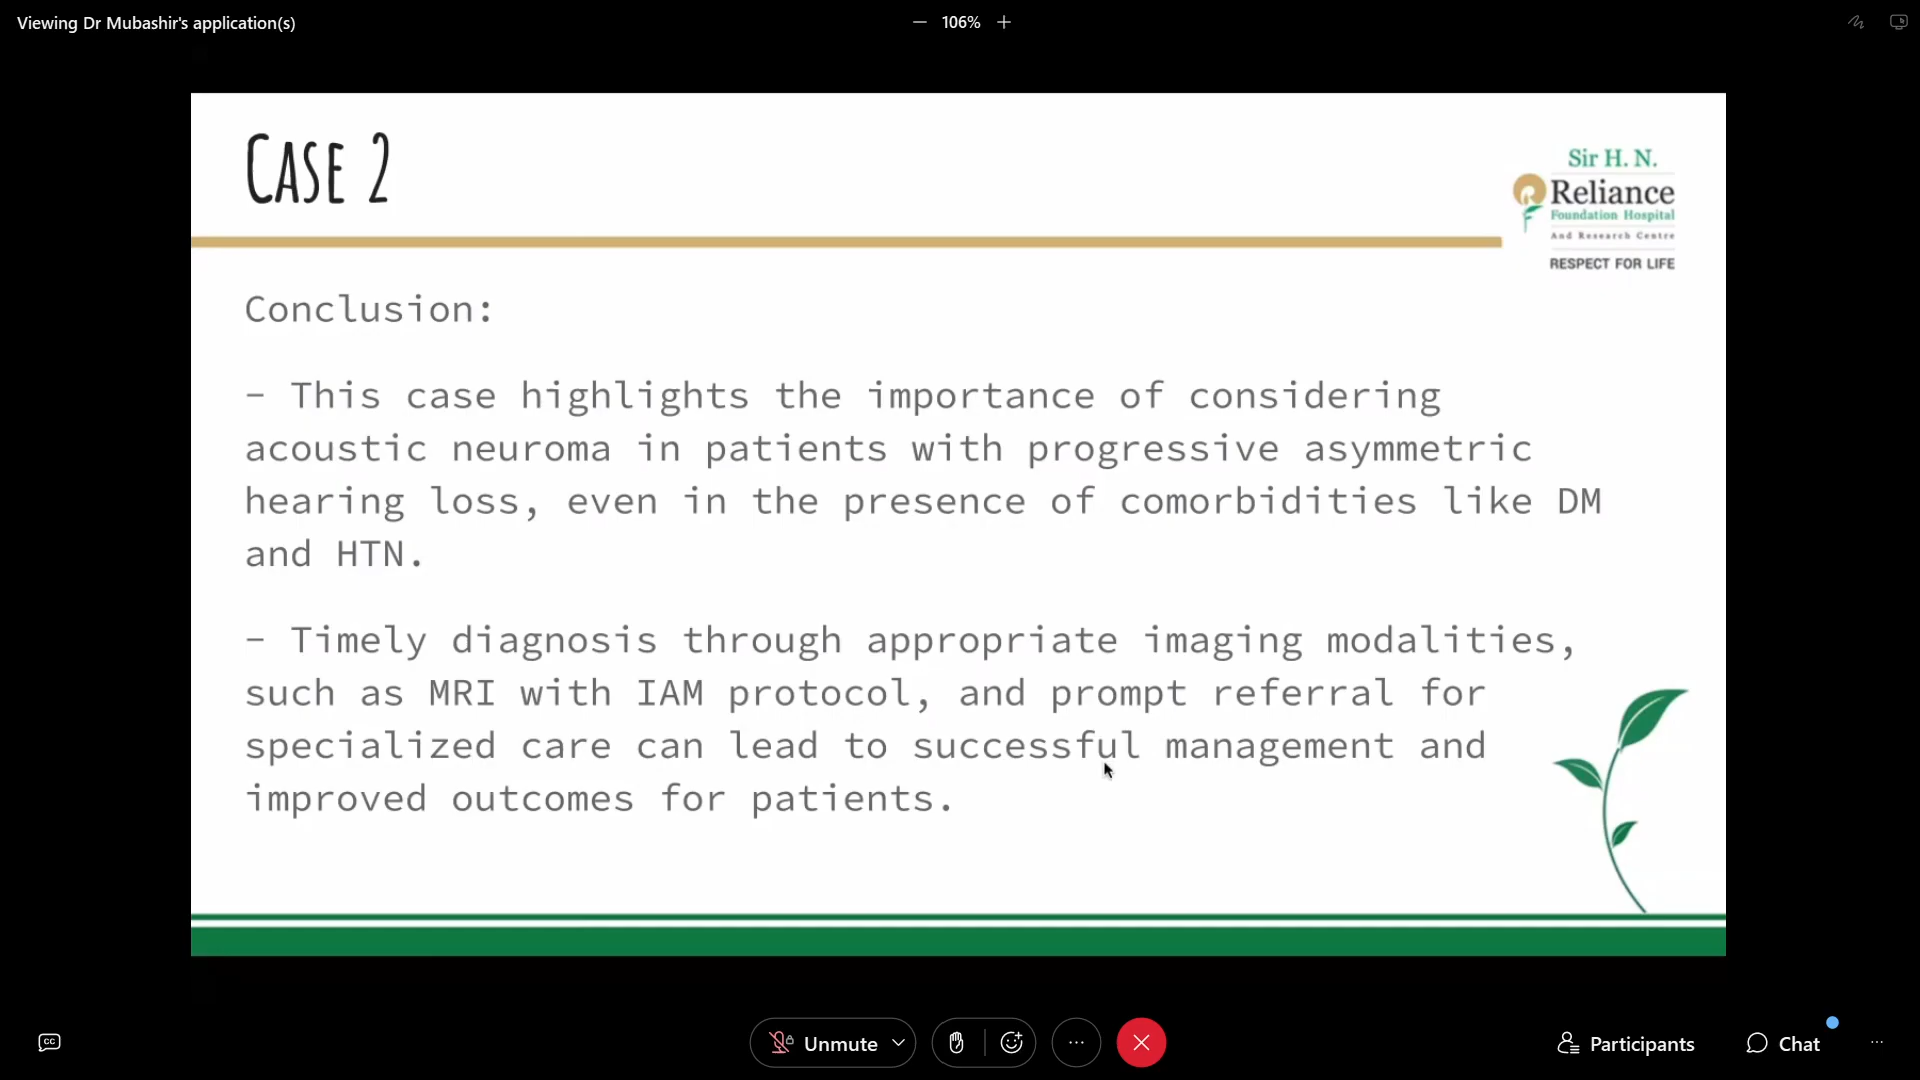 Viewing Dr Mubashir's application(s)
106%
Case 2
Sir H. N.
Reliance
Foundation Hospital
And Research Centre
RESPECT FOR LIFE
Conclusion:
- This case highlights the importance of considering
acoustic neuroma in patients with progressive asymmetric
hearing loss, even in the presence of comorbidities like DM
and HTN.
- Timely diagnosis through appropriate imaging modalities,
such as MRI with IAM protocol, and prompt referral for
specialized care can lead to successful management and
improved outcomes for patients.
CC
Unmute
Participants
Chat